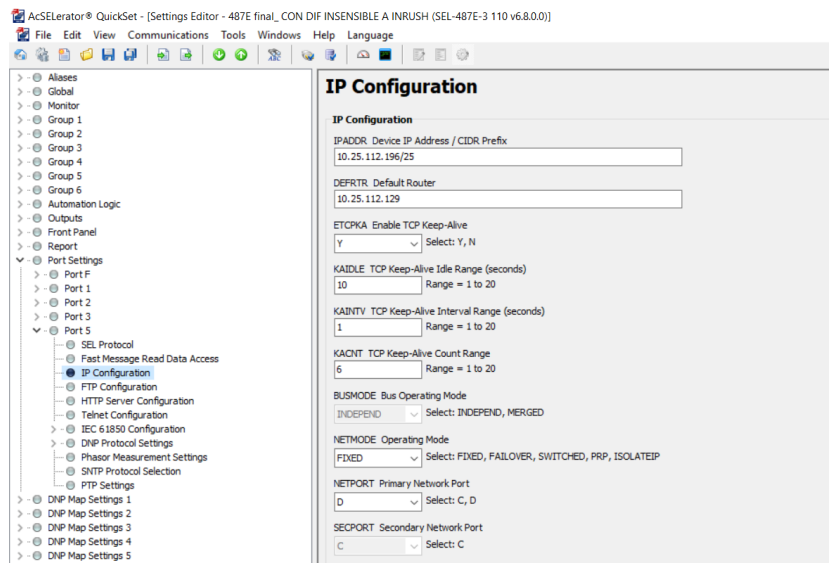 AcSELerator® QuickSet - [Settings Editor - 487E final_ CON DIF INSENSIBLE A INRUSH (SEL-487E-3 110 v6.8.0.0)]
File Edit View Communications Tools Windows Help Language
Aliases
Global
Monitor
Group 1
Group 2
Group 3
Group 4
Group 5
Group 6
Automation Logic
Outputs
Front Panel
Report
Port Settings
Port F
Port 1
Port 2
Port 3
Port 5
SEL Protocol
Fast Message Read Data Access
IP Configuration
FTP Configuration
HTTP Server Configuration
Telnet Configuration
IEC 61850 Configuration
DNP Protocol Settings
Phasor Measurement Settings
SNTP Protocol Selection
PTP Settings
DNP Map Settings 1
DNP Map Settings 2
DNP Map Settings 3
DNP Map Settings 4
DNP Map Settings 5
IP Configuration
IP Configuration
IPADDR Device IP Address / CIDR Prefix
10.25.112.196/25
DEFRTR Default Router
10.25.112.129
ETCPKA Enable TCP Keep-Alive
Y Select: Y, N
KAIDLE TCP Keep-Alive Idle Range (seconds)
10 Range = 1 to 20
KAINTV TCP Keep-Alive Interval Range (seconds)
1 Range = 1 to 20
KACNT TCP Keep-Alive Count Range
6 Range = 1 to 20
BUSMODE Bus Operating Mode
INDEPEND Select: INDEPEND, MERGED
NETMODE Operating Mode
FIXED Select: FIXED, FAILOVER, SWITCHED, PRP, ISOLATEIP
NETPORT Primary Network Port
D Select: C, D
SECPORT Secondary Network Port
C Select: C